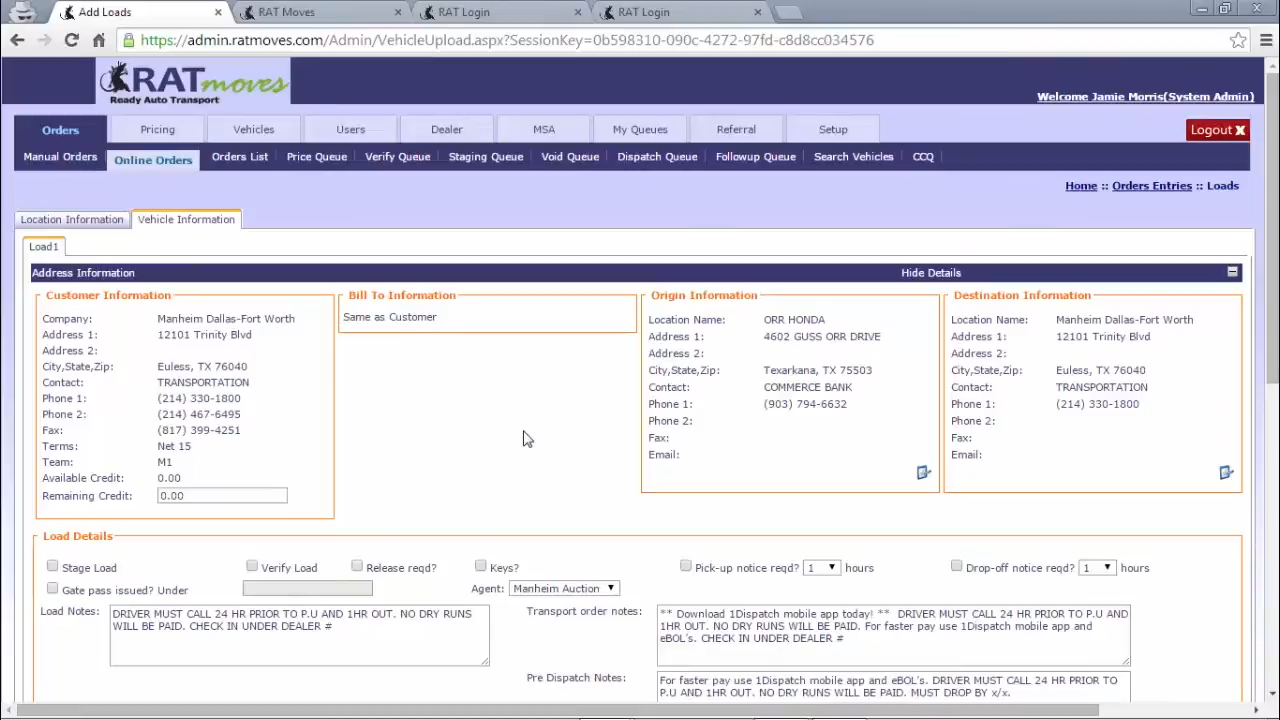 Add Loads
RAT Moves
RAT Login
RAT Login
https://admin.ratmoves.com/Admin/VehicleUpload.aspx?SessionKey=0b598310-090c-4272-97fd-c8d8cc034576
RATmoves
Ready Auto Transport
Welcome Jamie Morris(System Admin)
Orders Pricing Vehicles Users Dealer MSA My Queues Referral Setup
Logout X
Manual Orders Online Orders Orders List Price Queue Verify Queue Staging Queue Void Queue Dispatch Queue Followup Queue Search Vehicles CCQ
Home :: Orders Entries :: Loads
Location Information Vehicle Information
Load1
Address Information Hide Details
Customer Information
Company: Manheim Dallas-Fort Worth
Address 1: 12101 Trinity Blvd
Address 2:
City,State,Zip: Euless, TX 76040
Contact: TRANSPORTATION
Phone 1: (214) 330-1800
Phone 2: (214) 467-6495
Fax: (817) 399-4251
Terms: Net 15
Team: M1
Available Credit: 0.00
Remaining Credit: 0.00
Bill To Information
Same as Customer
Origin Information
Location Name: ORR HONDA
Address 1: 4602 GUSS ORR DRIVE
Address 2:
City,State,Zip: Texarkana, TX 75503
Contact: COMMERCE BANK
Phone 1: (903) 794-6632
Phone 2:
Fax:
Email:
Destination Information
Location Name: Manheim Dallas-Fort Worth
Address 1: 12101 Trinity Blvd
Address 2:
City,State,Zip: Euless, TX 76040
Contact: TRANSPORTATION
Phone 1: (214) 330-1800
Phone 2:
Fax:
Email:
Load Details
Stage Load Verify Load Release reqd? Keys? Pick-up notice reqd? 1 hours Drop-off notice reqd? 1 hours
Gate pass issued? Under Agent: Manheim Auction
Load Notes:
DRIVER MUST CALL 24 HR PRIOR TO P.U AND 1HR OUT. NO DRY RUNS
WILL BE PAID. CHECK IN UNDER DEALER #
Transport order notes:
** Download 1Dispatch mobile app today! ** DRIVER MUST CALL 24 HR PRIOR TO P.U AND
1HR OUT. NO DRY RUNS WILL BE PAID. For faster pay use 1Dispatch mobile app and
eBOL's. CHECK IN UNDER DEALER #
Pre Dispatch Notes:
For faster pay use 1Dispatch mobile app and eBOL's. DRIVER MUST CALL 24 HR PRIOR TO
P.U AND 1HR OUT. NO DRY RUNS WILL BE PAID. MUST DROP BY x/x.